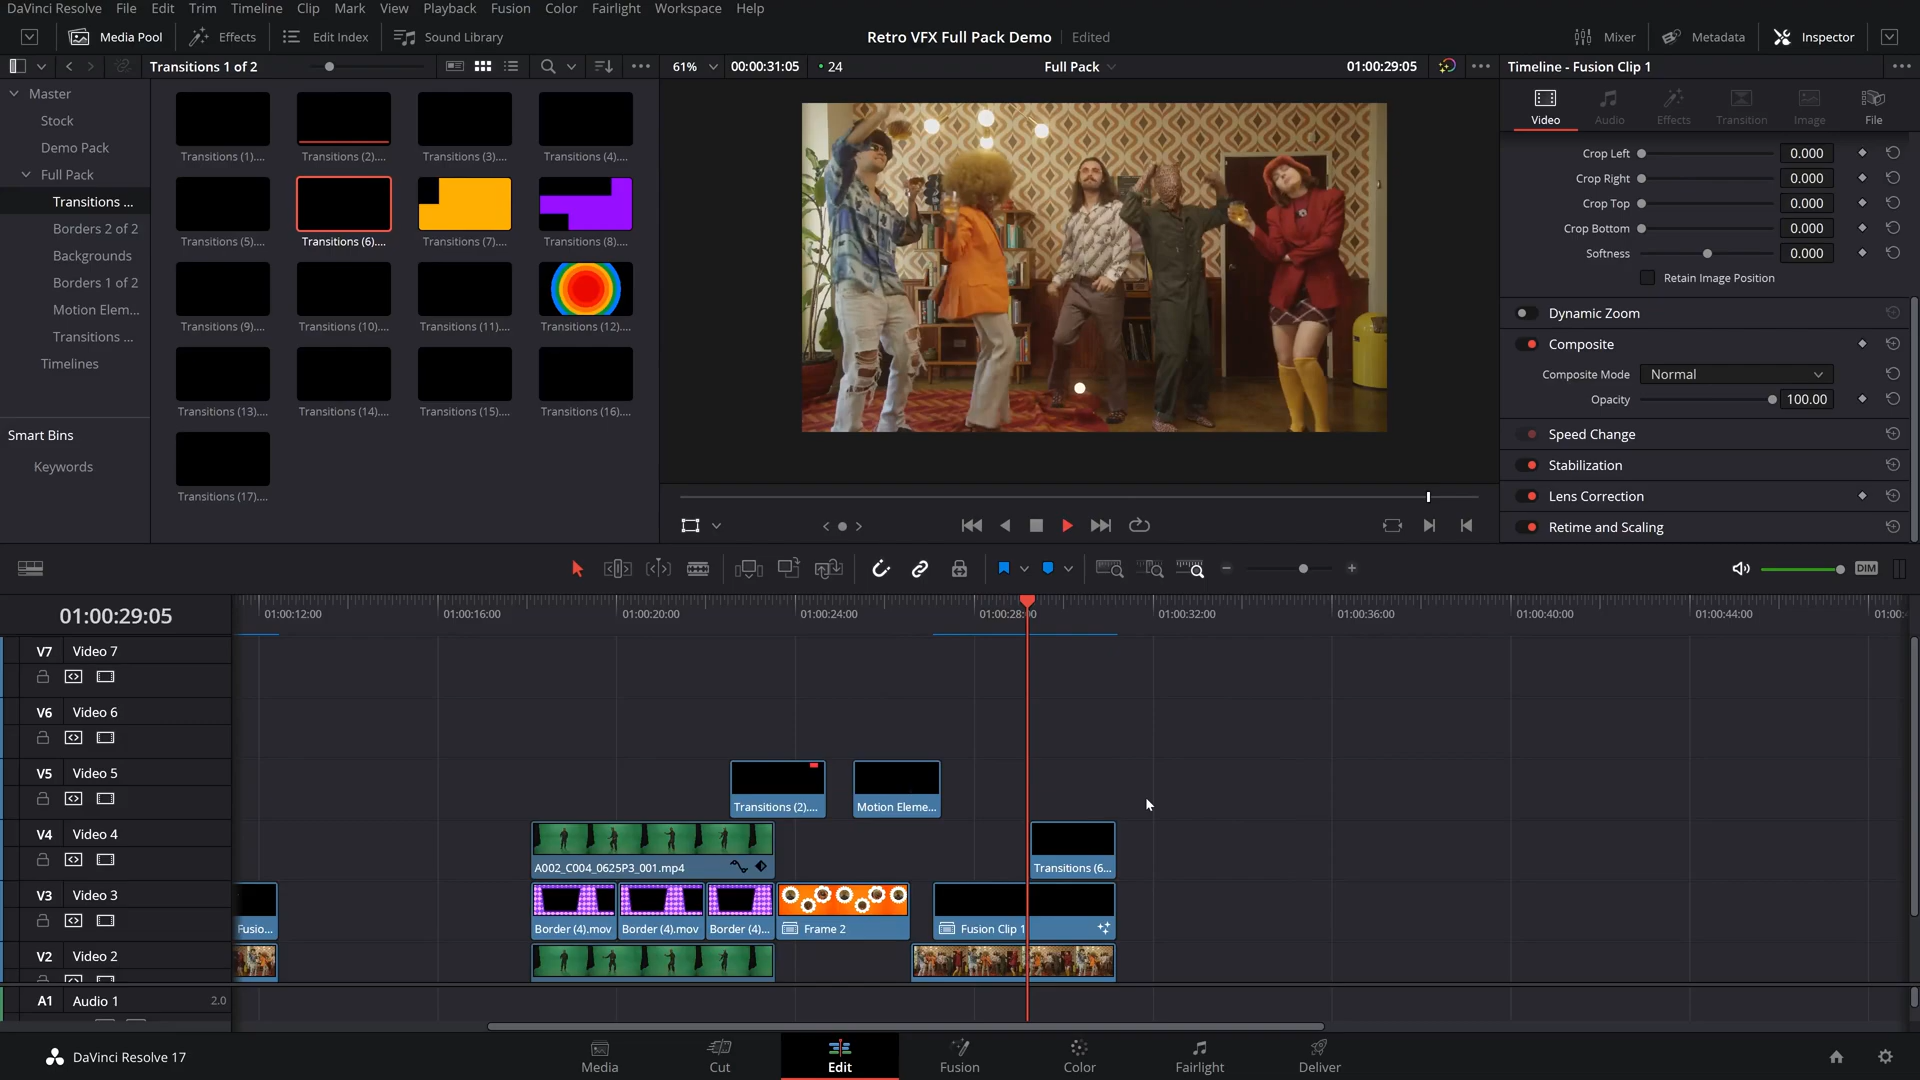 DaVinci Resolve File Edit Trim Timeline Clip Mark View Playback Fusion Color Fairlight Workspace Help
Media Pool Effects Edit Index Sound Library Retro VFX Full Pack Demo Edited Mixer Metadata Inspector
Transitions 1 of 2 61% 00:00:31:05 24 Full Pack 01:00:29:05 Timeline - Fusion Clip 1
Master
Stock
Demo Pack
Full Pack
Transitions ...
Borders 2 of 2
Backgrounds
Borders 1 of 2
Motion Elem...
Transitions ...
Timelines
Smart Bins
Keywords
Transitions (1).... Transitions (2).... Transitions (3).... Transitions (4)....
Transitions (5).... Transitions (6).... Transitions (7).... Transitions (8)....
Transitions (9).... Transitions (10).... Transitions (11).... Transitions (12)....
Transitions (13).... Transitions (14).... Transitions (15).... Transitions (16)....
Transitions (17)....
Video Audio Effects Transition Image File
Crop Left 0.000
Crop Right 0.000
Crop Top 0.000
Crop Bottom 0.000
Softness 0.000
Retain Image Position
Dynamic Zoom
Composite
Composite Mode Normal
Opacity 100.00
Speed Change
Stabilization
Lens Correction
Retime and Scaling
DIM
01:00:29:05 01:00:12:00 01:00:16:00 01:00:20:00 01:00:24:00 01:00:28:00 01:00:32:00 01:00:36:00 01:00:40:00 01:00:44:00 01:00:
V7 Video 7
V6 Video 6
V5 Video 5
Transitions (2).... Motion Eleme...
V4 Video 4
A002_C004_0625P3_001.mp4 Transitions (6...
V3 Video 3
Fusio... Border (4).mov Border (4).mov Border (4)... Frame 2 Fusion Clip 1
V2 Video 2
A1 Audio 1 2.0
DaVinci Resolve 17 Media Cut Edit Fusion Color Fairlight Deliver